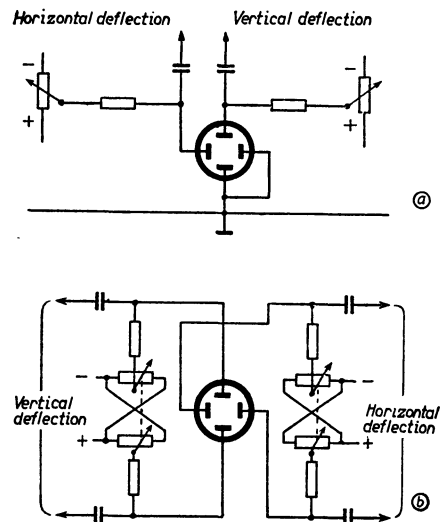 Horizontal deflection
Vertical deflection
−
+
−
+
a
−
+
Vertical
deflection
−
+
Horizontal
deflection
b